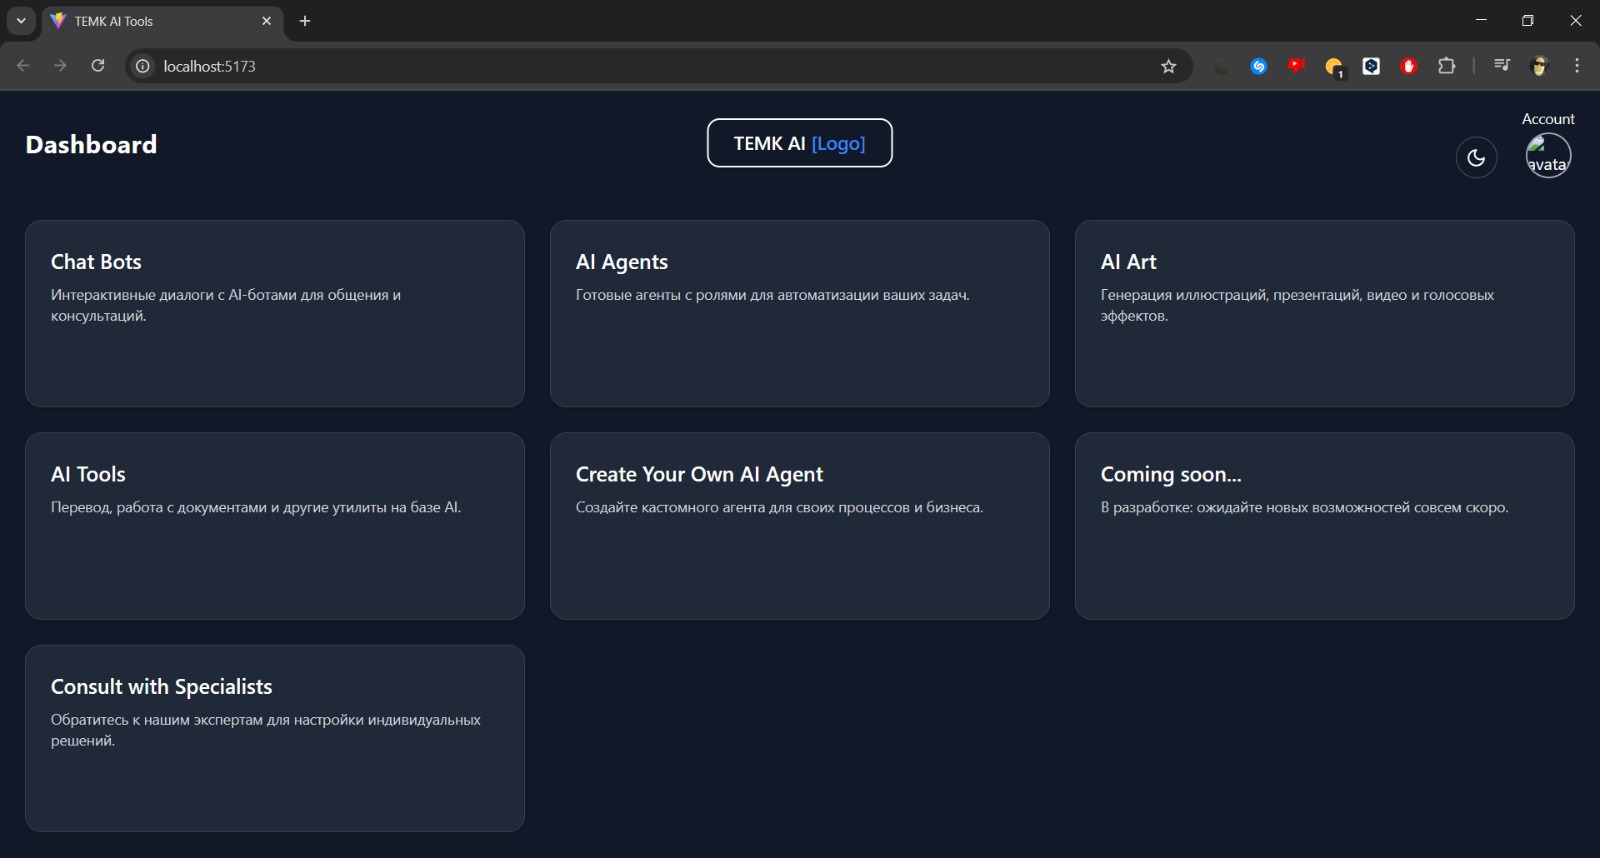 TEMK AI Tools
localhost:5173
1
Dashboard
TEMK AI [Logo]
Account
avata
Chat Bots
Интерактивные диалоги с AI-ботами для общения и
консультаций.
AI Agents
Готовые агенты с ролями для автоматизации ваших задач.
AI Art
Генерация иллюстраций, презентаций, видео и голосовых
эффектов.
AI Tools
Перевод, работа с документами и другие утилиты на базе AI.
Create Your Own AI Agent
Создайте кастомного агента для своих процессов и бизнеса.
Coming soon...
В разработке: ожидайте новых возможностей совсем скоро.
Consult with Specialists
Обратитесь к нашим экспертам для настройки индивидуальных
решений.